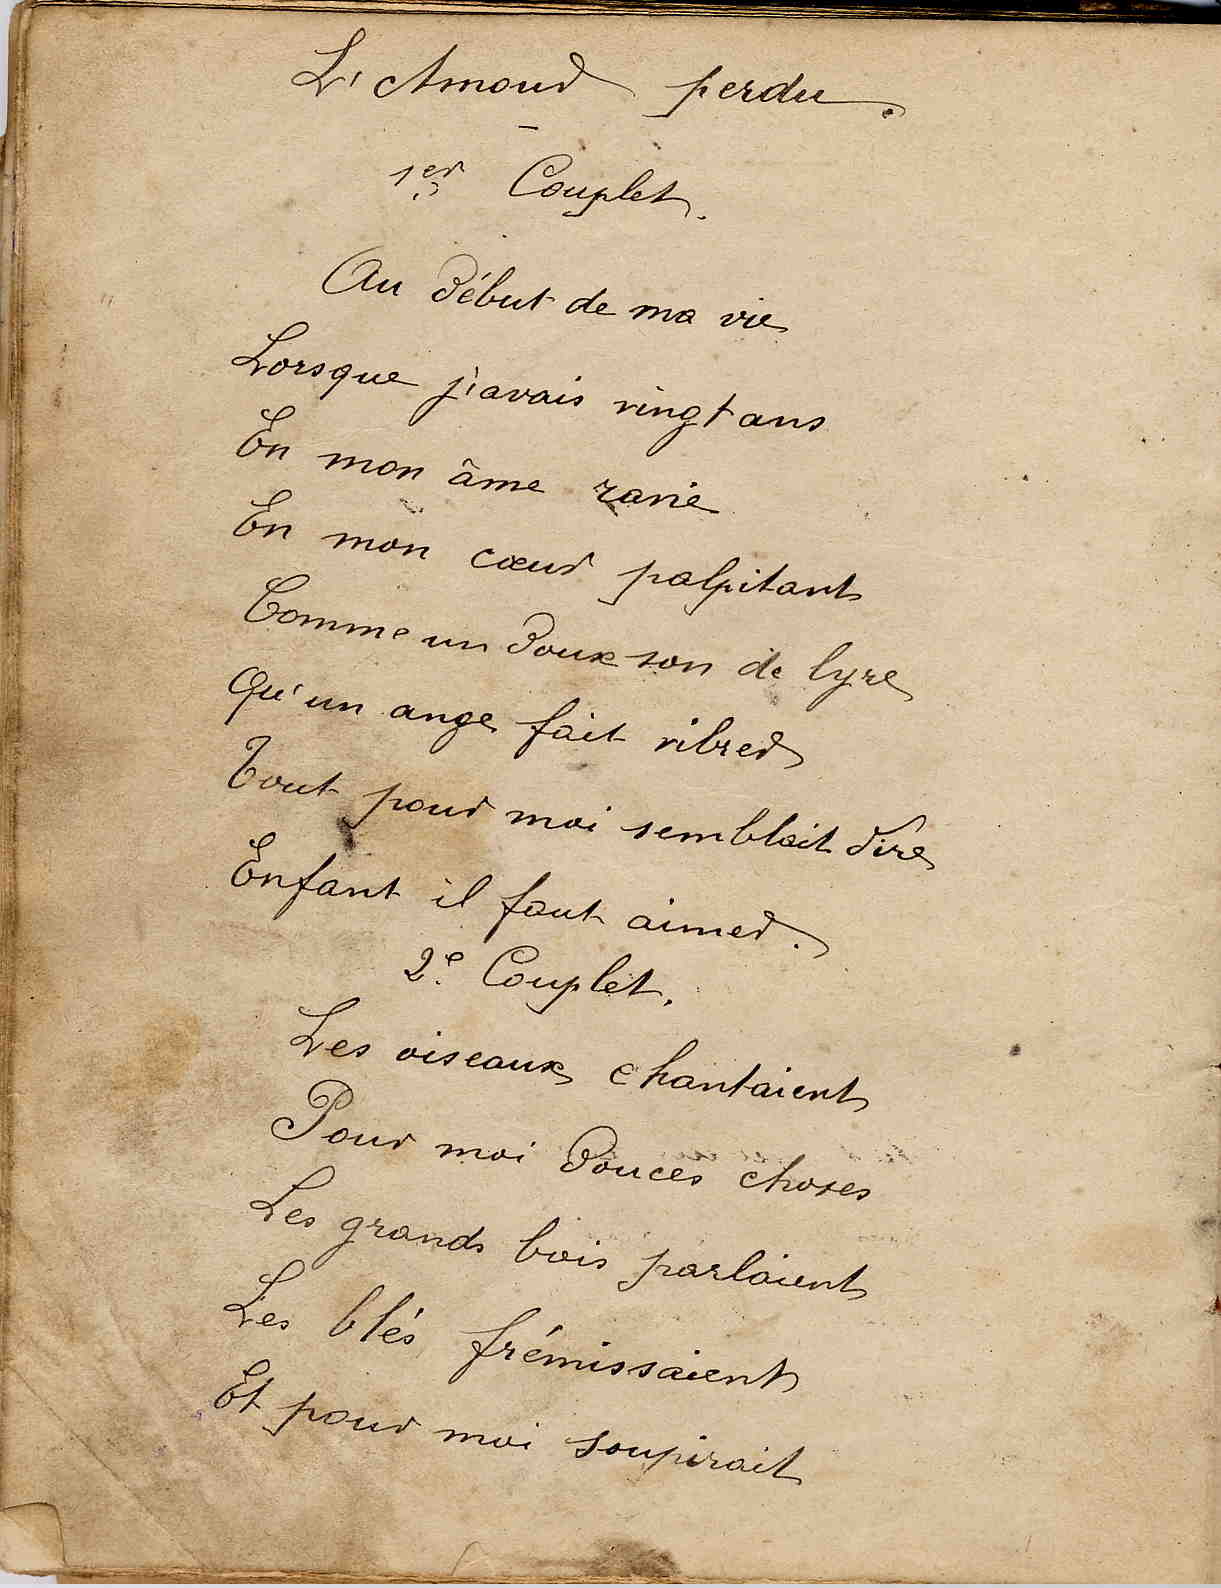 L'Amour perdu.
1er Couplet.
Au début de ma vie
Lorsque j'avais vingt ans
En mon âme ravie
En mon cœur palpitant
Comme un doux son de lyre
Qu'un ange fait vibrer
Tout pour moi semblait dire
Enfant il faut aimer.
2e Couplet.
Les oiseaux chantaient
Pour moi douces choses
Les grands bois parlaient
Les blés frémissaient
Et pour moi soupirait